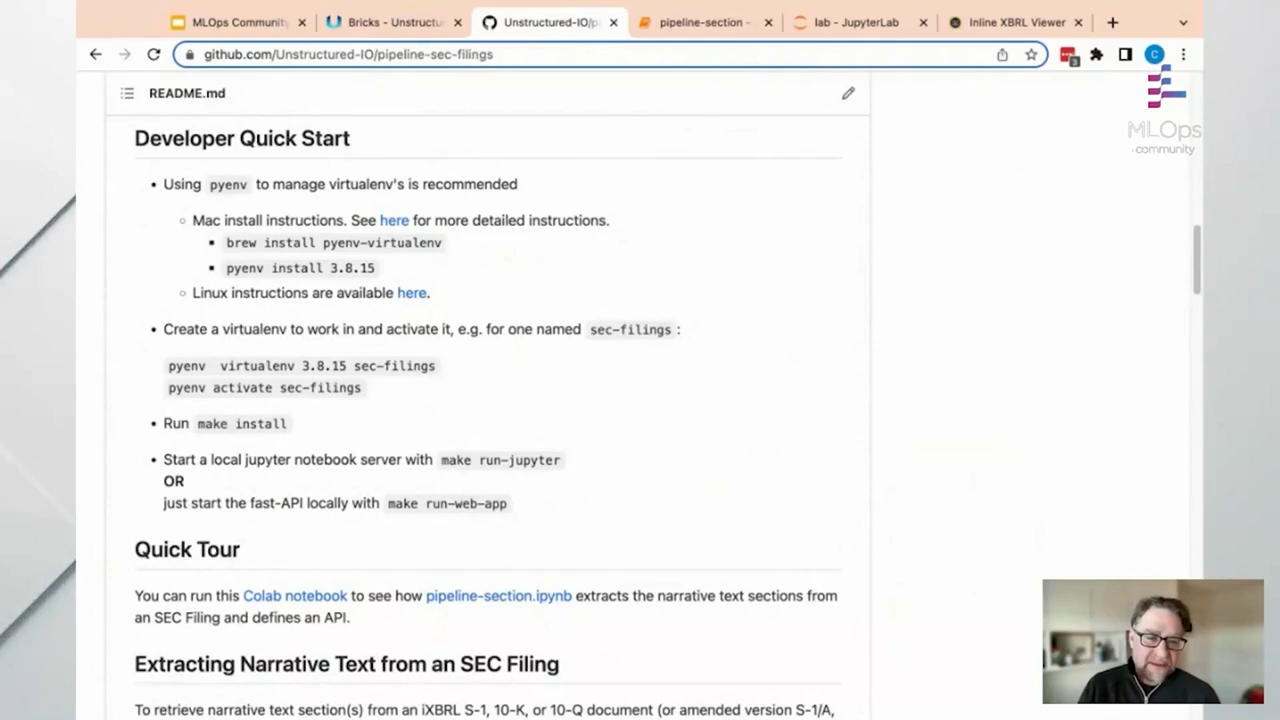 MLOps Community
Bricks - Unstructu
Unstructured-IO/pi
pipeline-section -
lab - JupyterLab
Inline XBRL Viewer
github.com/Unstructured-IO/pipeline-sec-filings
3
C
README.md
MLOps
community
Developer Quick Start
• Using pyenv to manage virtualenv's is recommended
Mac install instructions. See here for more detailed instructions.
brew install pyenv-virtualenv
pyenv install 3.8.15
Linux instructions are available here.
• Create a virtualenv to work in and activate it, e.g. for one named sec-filings :
pyenv virtualenv 3.8.15 sec-filings
pyenv activate sec-filings
• Run make install
• Start a local jupyter notebook server with make run-jupyter
OR
just start the fast-API locally with make run-web-app
Quick Tour
You can run this Colab notebook to see how pipeline-section.ipynb extracts the narrative text sections from
an SEC Filing and defines an API.
Extracting Narrative Text from an SEC Filing
To retrieve narrative text section(s) from an iXBRL S-1, 10-K, or 10-Q document (or amended version S-1/A,